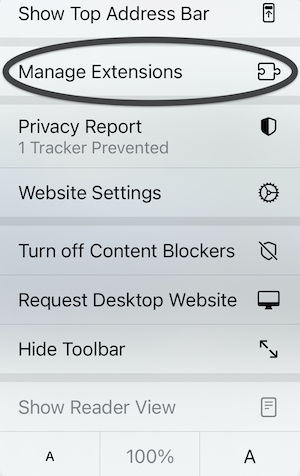 Show Top Address Bar
Manage Extensions
Privacy Report
1 Tracker Prevented
Website Settings
Turn off Content Blockers
Request Desktop Website
Hide Toolbar
Show Reader View
A 100% A